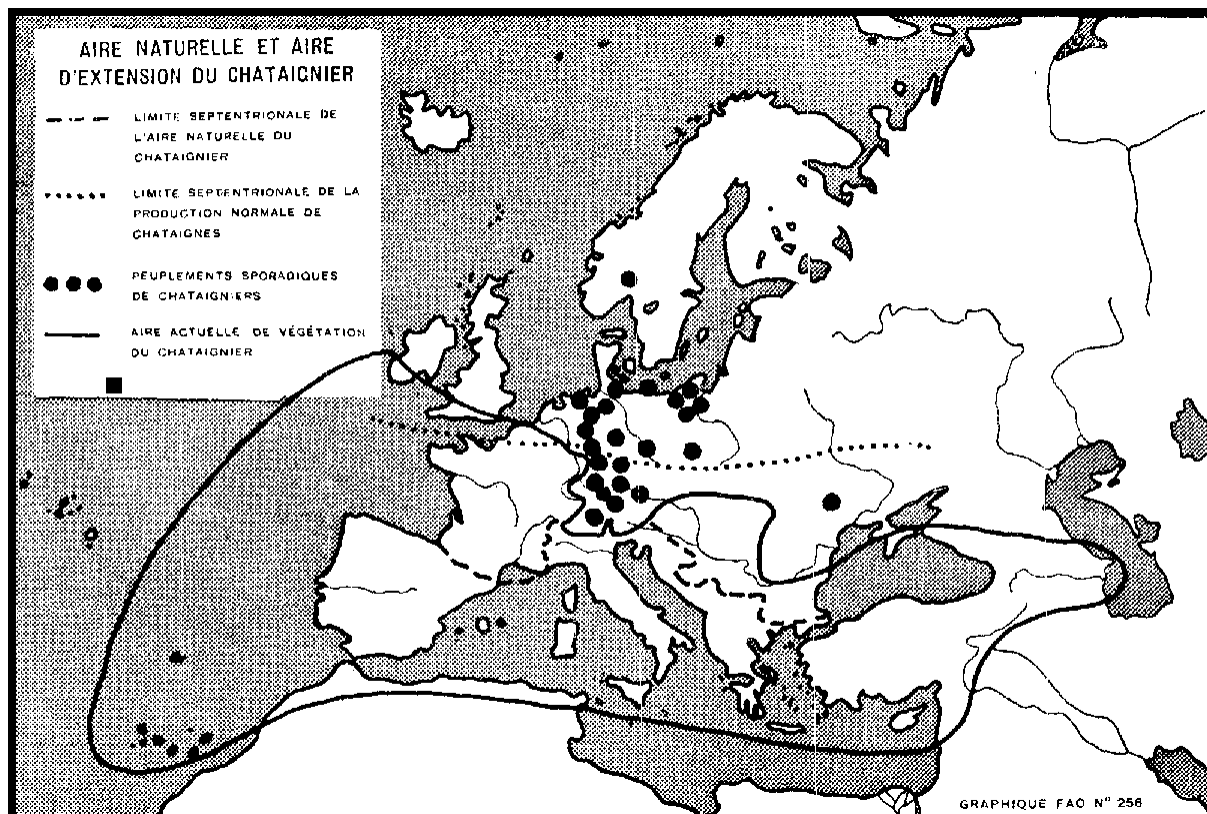 AIRE NATURELLE ET AIRE
D'EXTENSION DU CHATAIGNIER
LIMITE SEPTENTRIONALE DE
L'AIRE NATURELLE DU
CHATAIGNIER
LIMITE SEPTENTRIONALE DE LA
PRODUCTION NORMALE DE
CHATAIGNES
PEUPLEMENTS SPORADIQUES
DE CHATAIGNIERS
AIRE ACTUELLE DE VÉGÉTATION
DU CHATAIGNIER
GRAPHIQUE FAO N° 256